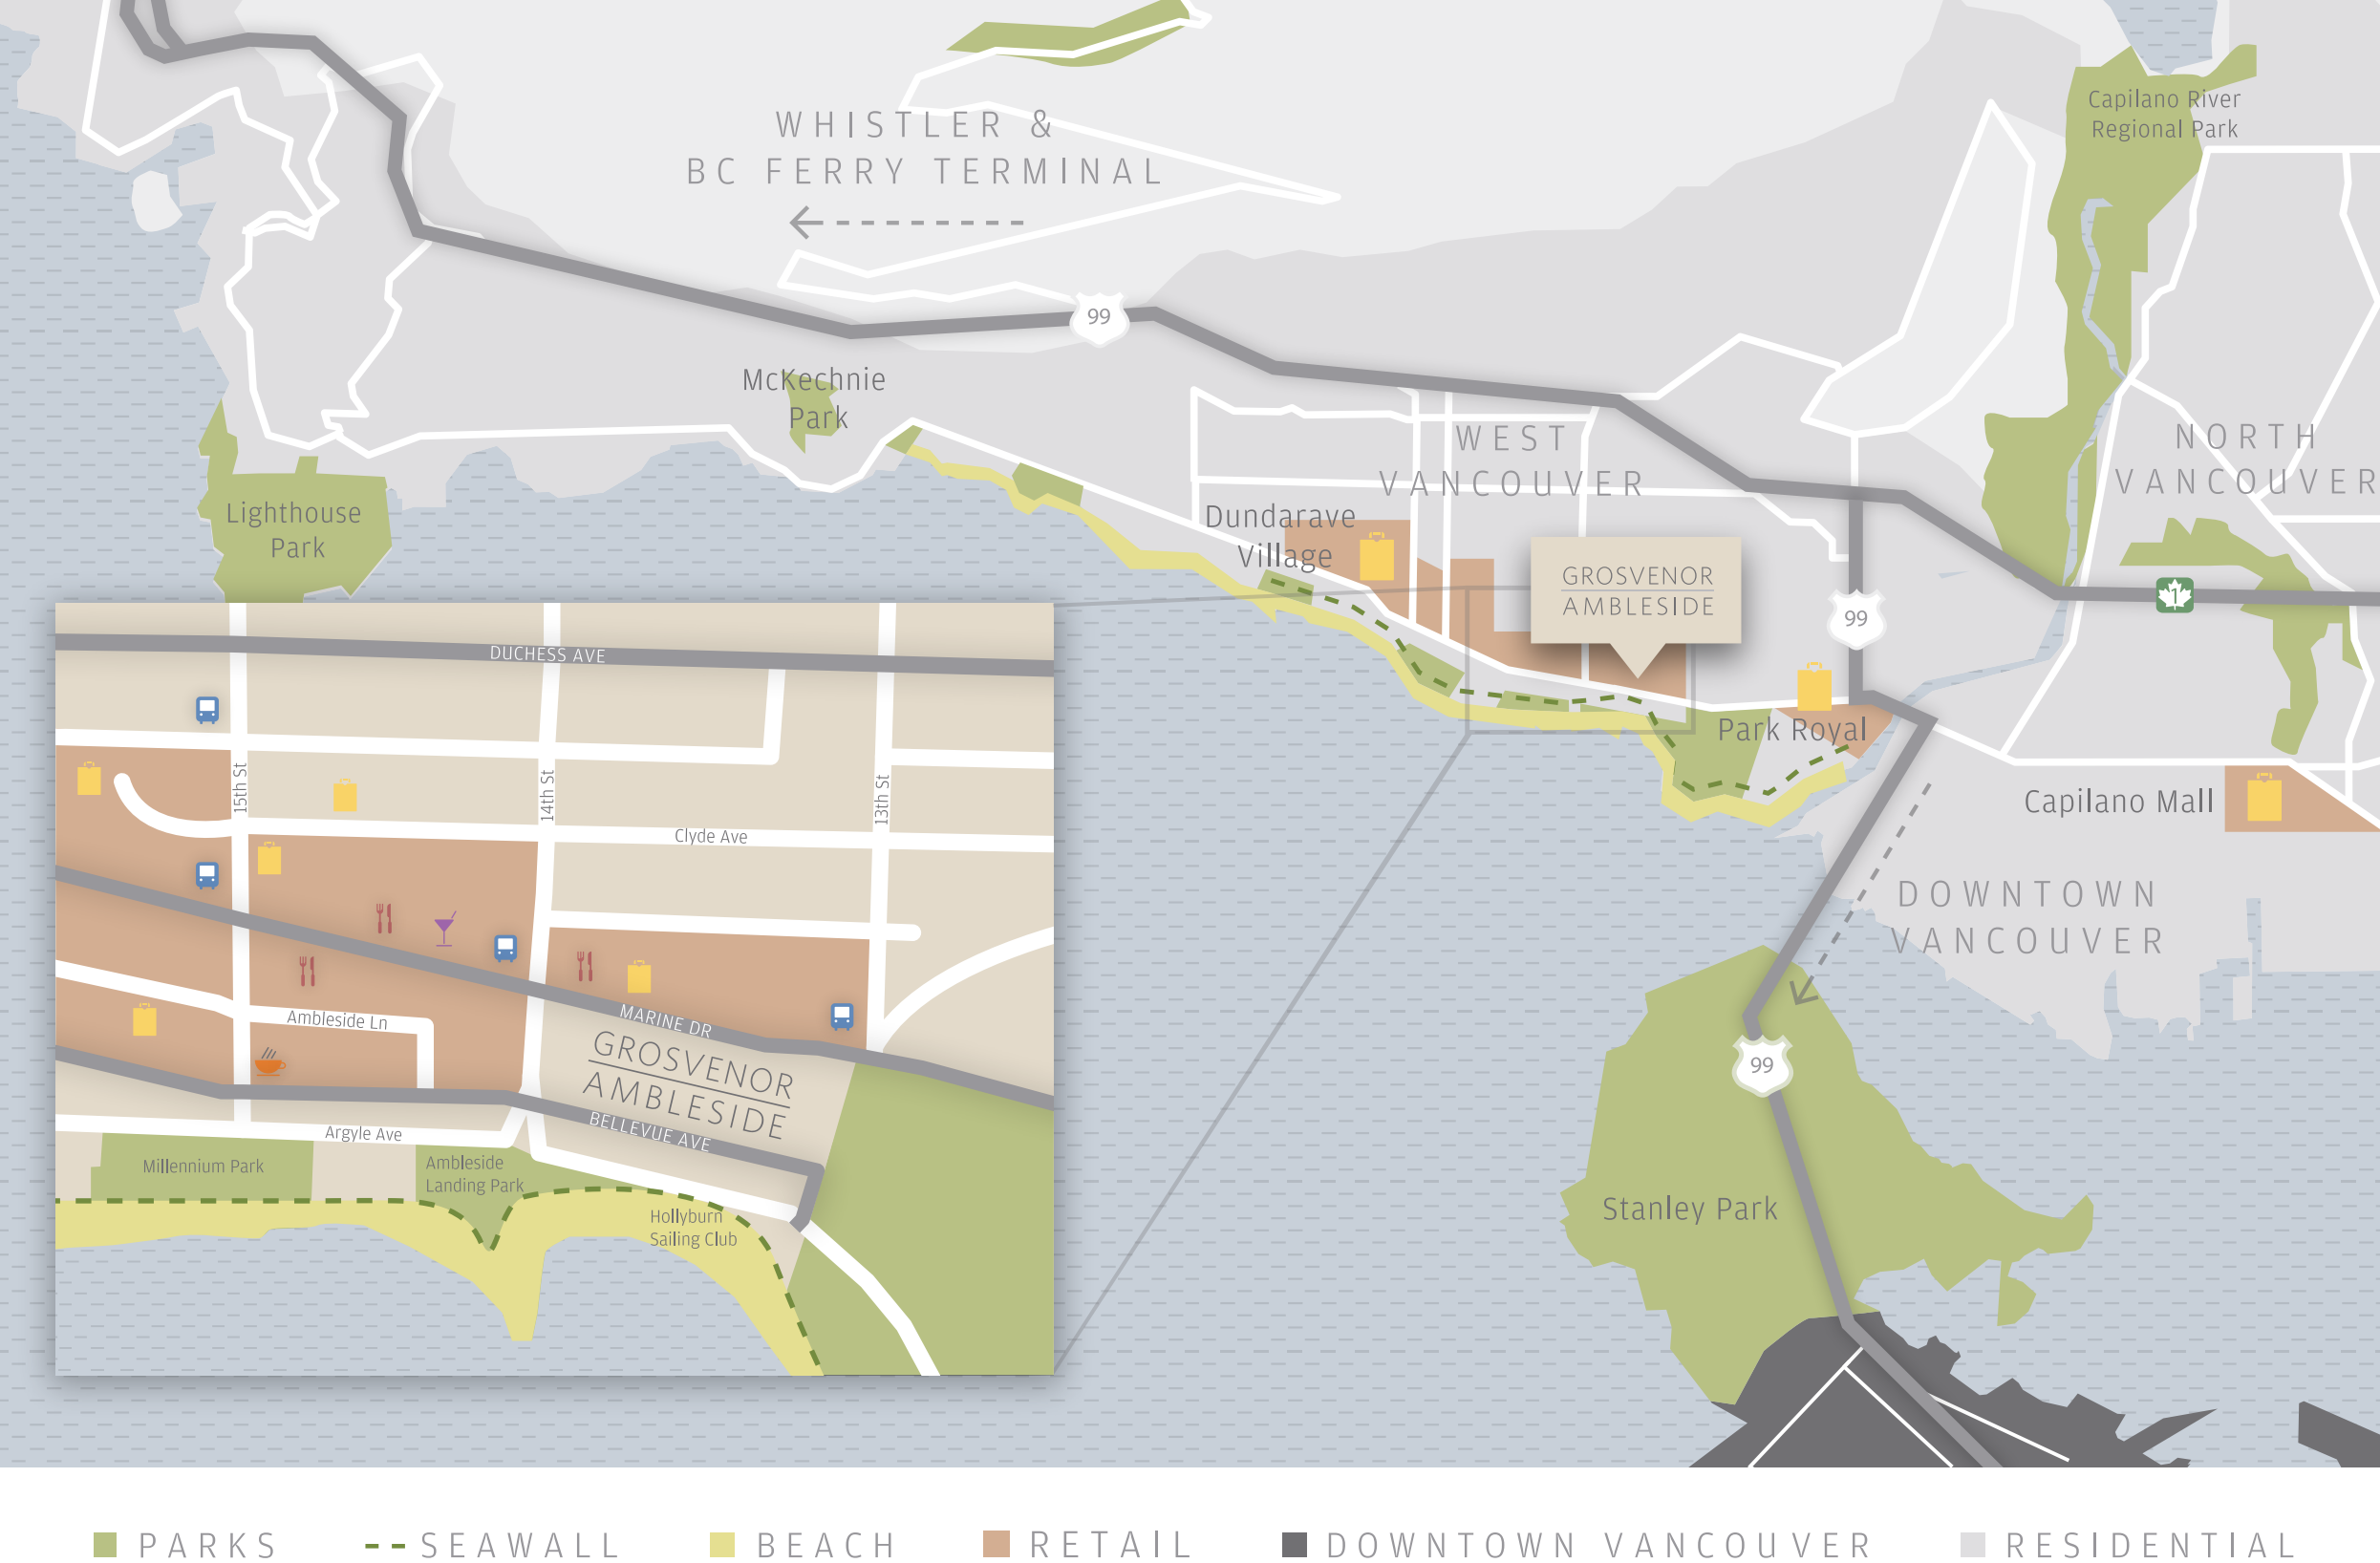 Capilano River
Regional Park
WHISTLER &
BC FERRY TERMINAL
99
McKechnie
Park
WEST
VANCOUVER
NORTH
VANCOUVER
Lighthouse
Park
Dundarave
Village
GROSVENOR
AMBLESIDE
99
1
Park Royal
Capilano Mall
DOWNTOWN
VANCOUVER
99
Stanley Park
DUCHESS AVE
15th St
14th St
13th St
Clyde Ave
MARINE DR
Ambleside Ln
GROSVENOR
AMBLESIDE
BELLEVUE AVE
Argyle Ave
Millennium Park
Ambleside
Landing Park
Hollyburn
Sailing Club
PARKS
SEAWALL
BEACH
RETAIL
DOWNTOWN VANCOUVER
RESIDENTIAL